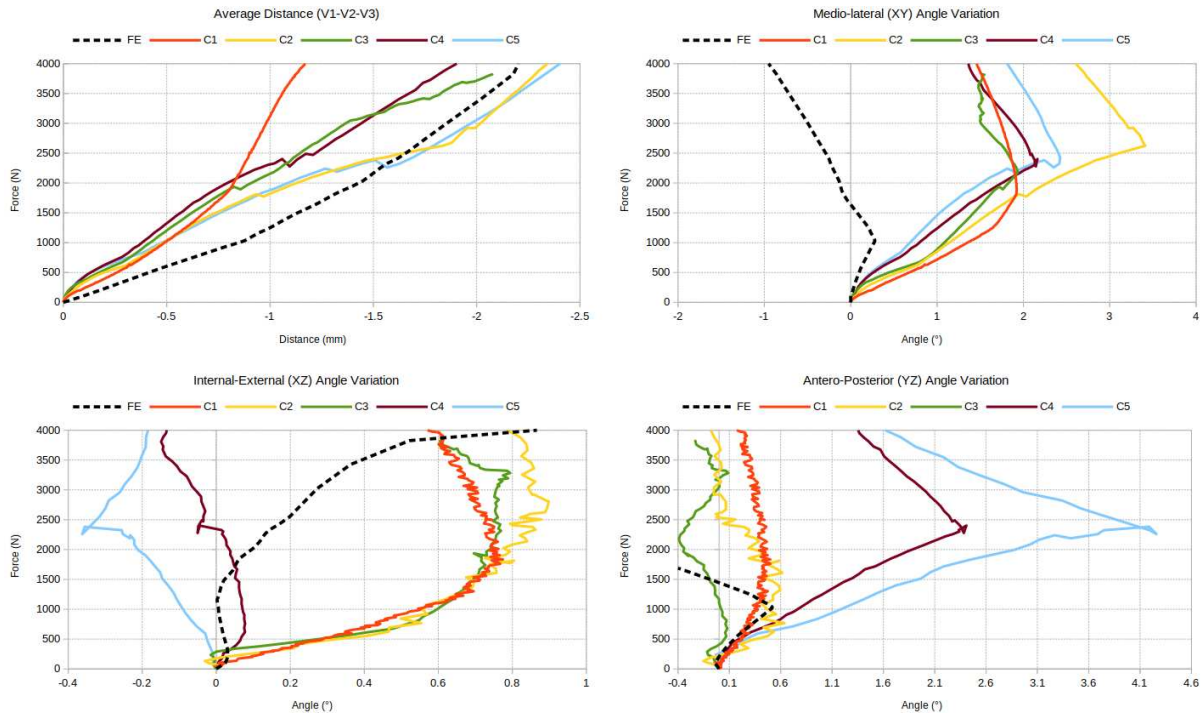 Average Distance (V1-V2-V3)
FE C1 C2 C3 C4 C5
4000
3500
3000
2500
2000
1500
1000
500
0
Force (N)
0 -0.5 -1 -1.5 -2 -2.5
Distance (mm)
Medio-lateral (XY) Angle Variation
FE C1 C2 C3 C4 C5
4000
3500
3000
2500
2000
1500
1000
500
0
Force (N)
-2 -1 0 1 2 3 4
Angle (°)
Internal-External (XZ) Angle Variation
FE C1 C2 C3 C4 C5
4000
3500
3000
2500
2000
1500
1000
500
0
Force (N)
-0.4 -0.2 0 0.2 0.4 0.6 0.8 1
Angle (°)
Antero-Posterior (YZ) Angle Variation
FE C1 C2 C3 C4 C5
4000
3500
3000
2500
2000
1500
1000
500
0
Force (N)
-0.4 0.1 0.6 1.1 1.6 2.1 2.6 3.1 3.6 4.1 4.6
Angle (°)